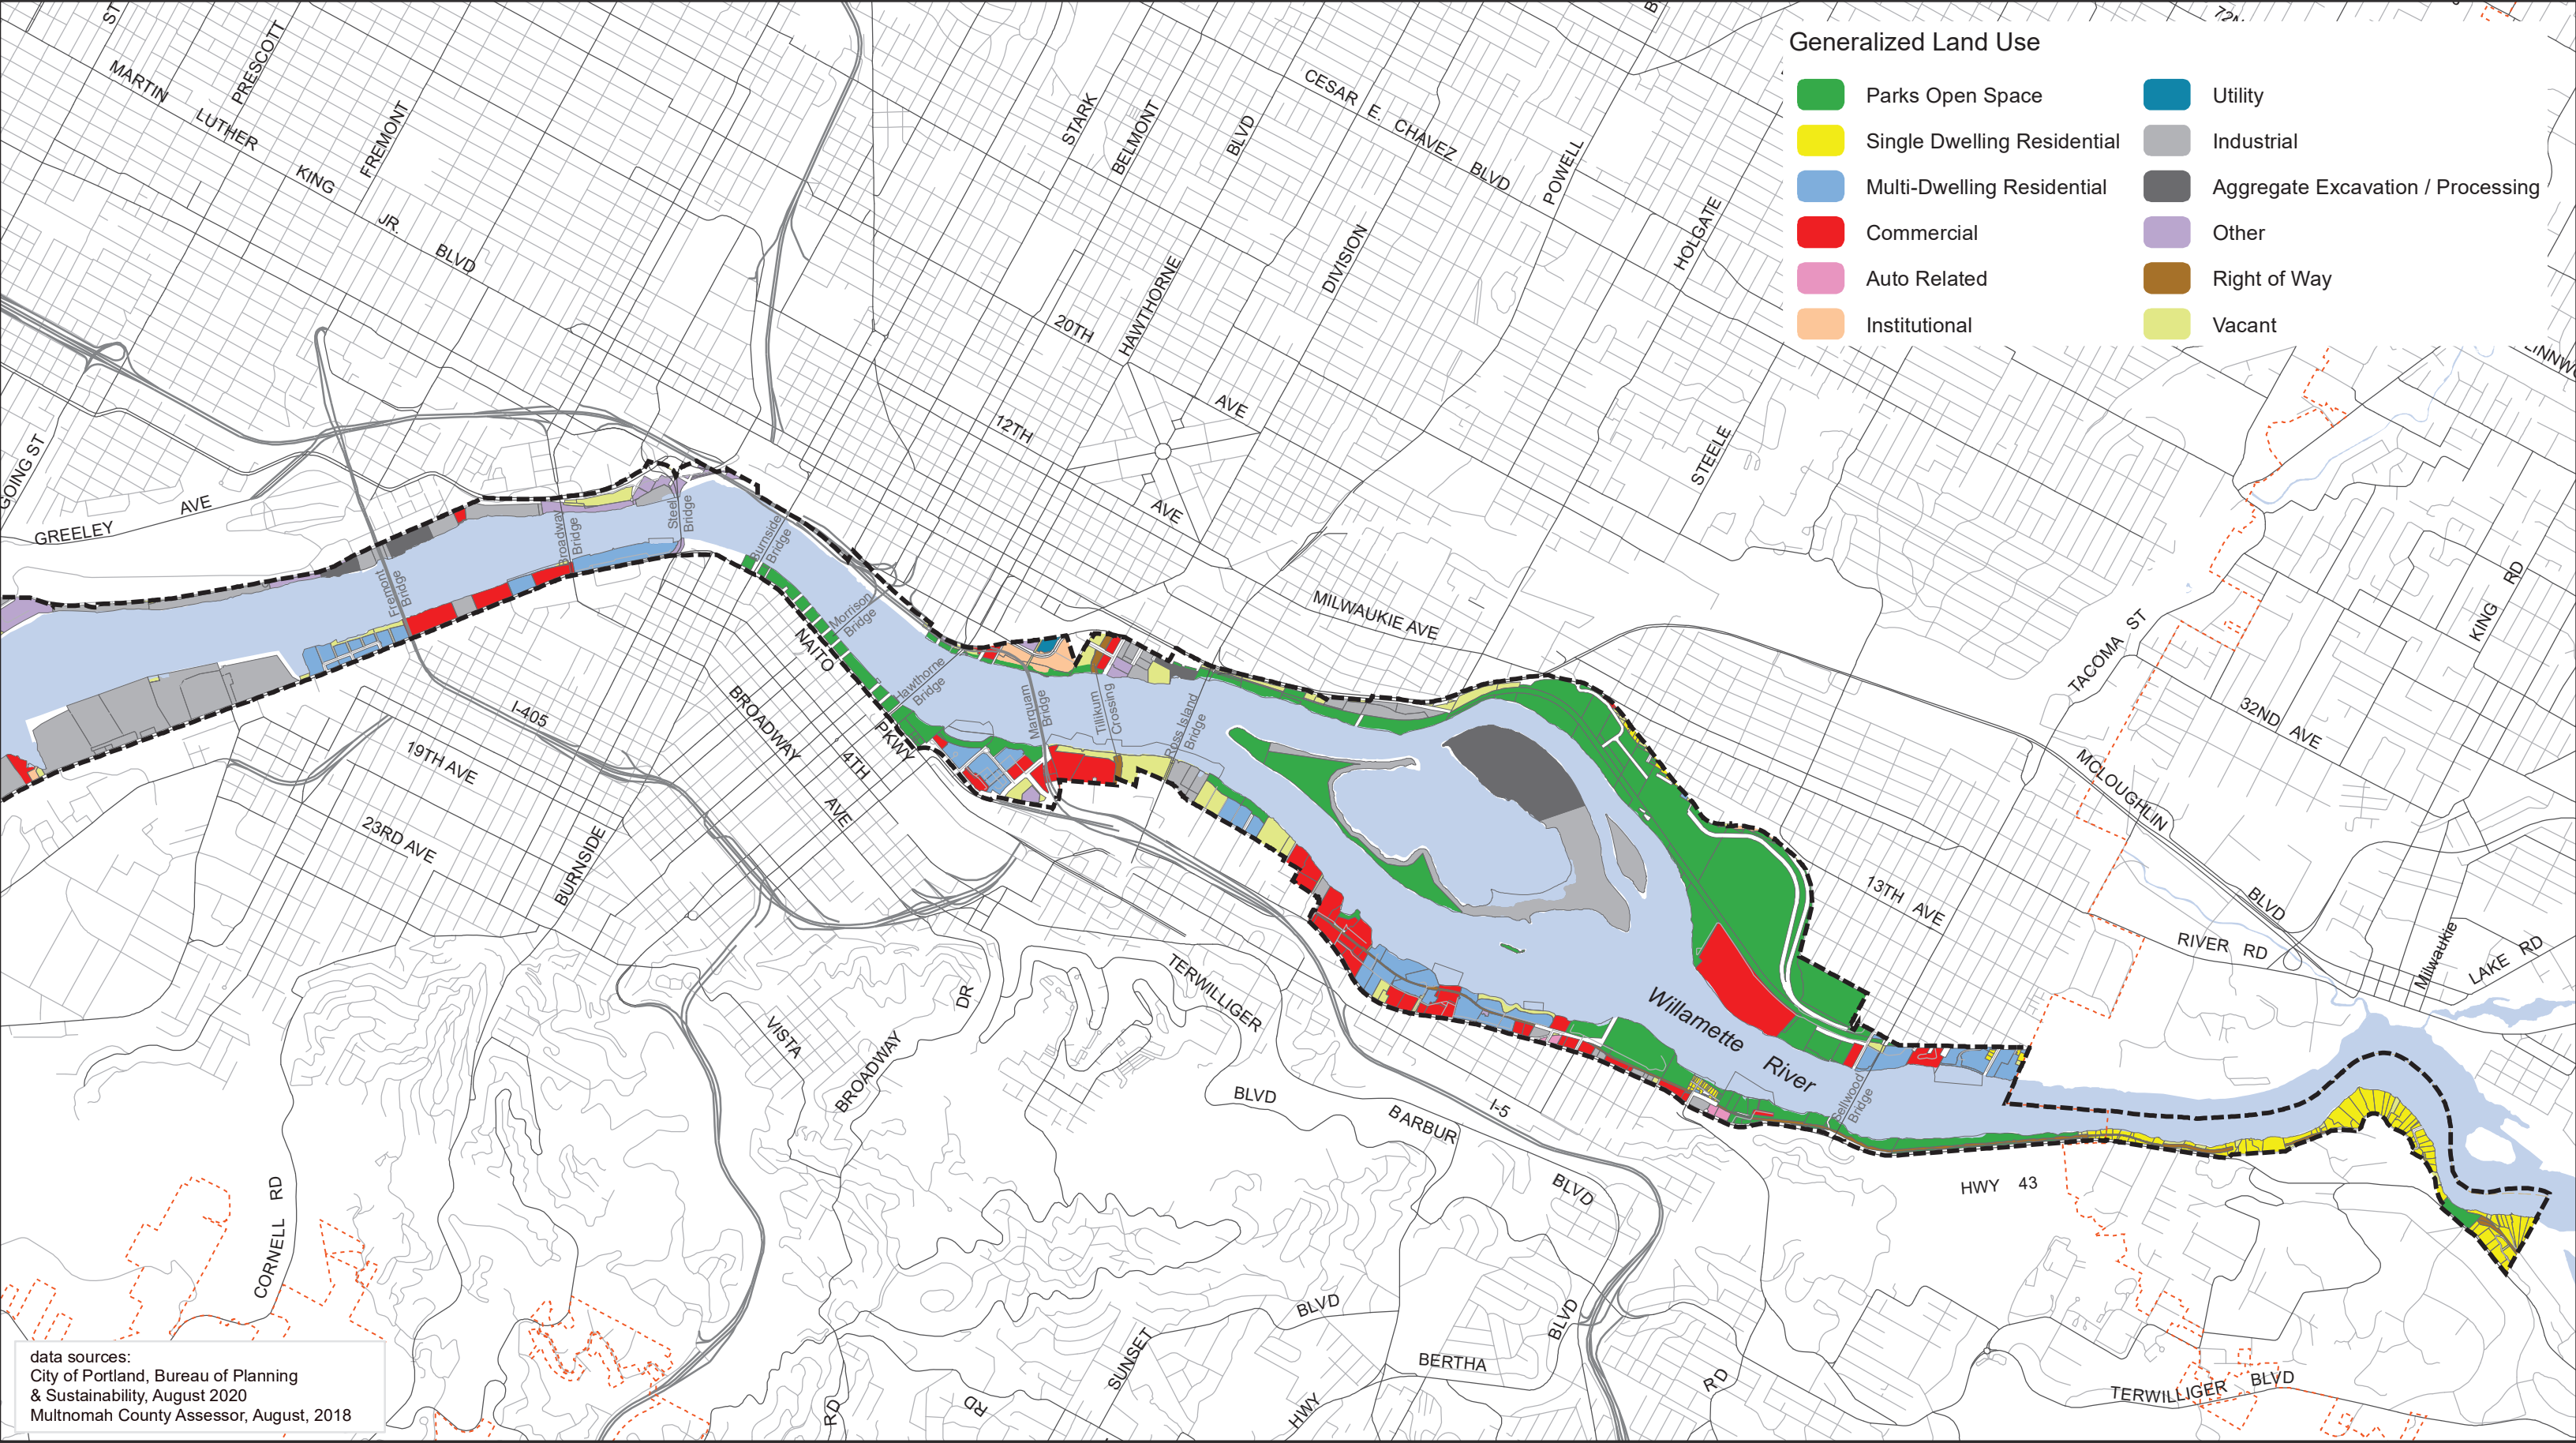 Generalized Land Use
Parks Open Space
Single Dwelling Residential
Multi-Dwelling Residential
Commercial
Auto Related
Institutional
Utility
Industrial
Aggregate Excavation / Processing
Other
Right of Way
Vacant
ST
PRESCOTT
MARTIN LUTHER KING JR. BLVD
FREMONT
STARK
BELMONT
BLVD
CESAR E. CHAVEZ BLVD
POWELL
HOLGATE
DIVISION
HAWTHORNE
20TH
AVE
12TH
AVE
STEELE
GOING ST
GREELEY AVE
MILWAUKIE AVE
TACOMA ST
KING RD
32ND AVE
MCLOUGHLIN BLVD
13TH AVE
RIVER RD
Milwaukie
LAKE RD
Fremont Bridge
Broadway Bridge
Steel Bridge
Burnside Bridge
Morrison Bridge
Hawthorne Bridge
Marquam Bridge
Tilikum Crossing
Ross Island Bridge
Sellwood Bridge
Willamette River
NAITO PKWY
I-405
19TH AVE
23RD AVE
BURNSIDE
BROADWAY
4TH AVE
VISTA
BROADWAY DR
TERWILLIGER
BLVD
BARBUR
BLVD
I-5
HWY 43
CORNELL RD
RD
RD
SUNSET
BLVD
HWY
BERTHA
BLVD
RD
TERWILLIGER BLVD
data sources:
City of Portland, Bureau of Planning
& Sustainability, August 2020
Multnomah County Assessor, August, 2018